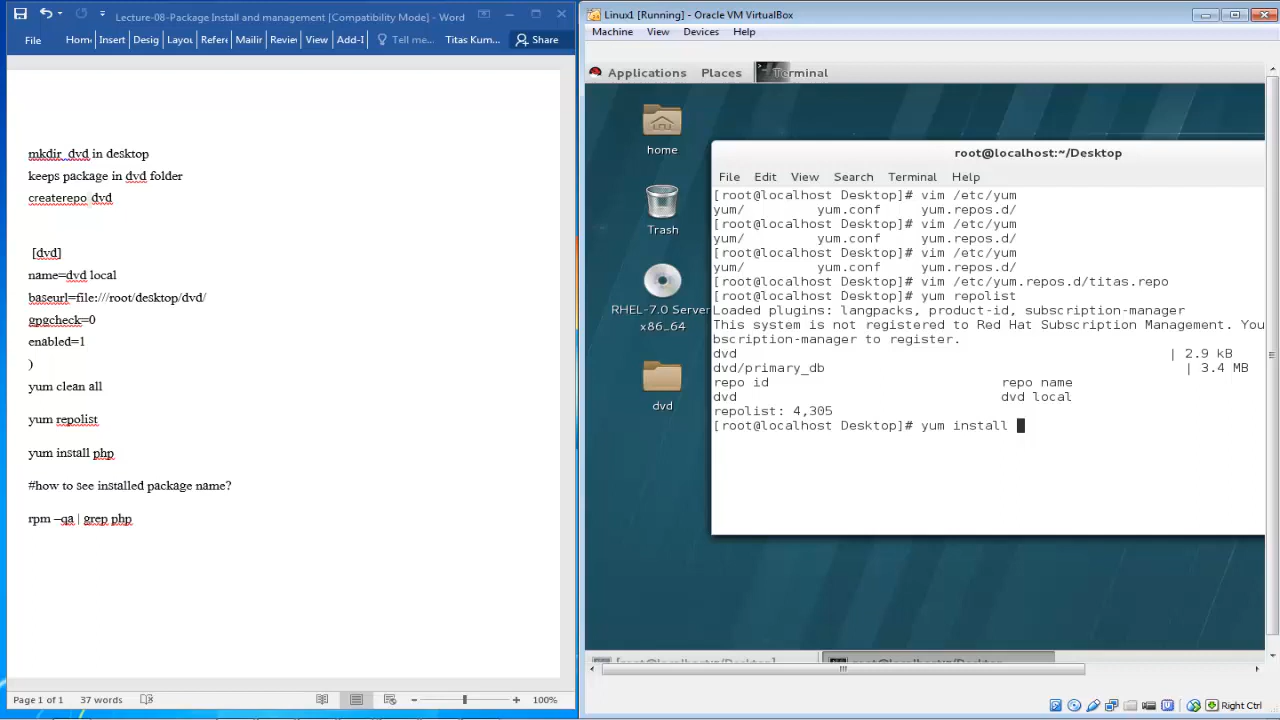 Lecture-08-Package Install and management [Compatibility Mode] - Word
File Home Insert Desig Layou Refere Mailin Review View Add-I Tell me... Titas Kum... Share
mkdir dvd in desktop
keeps package in dvd folder
createrepo dvd
[dvd]
name=dvd local
baseurl=file:///root/desktop/dvd/
gpgcheck=0
enabled=1
)
yum clean all
yum repolist
yum install php
#how to see installed package name?
rpm –qa | grep php
Page 1 of 1 37 words 100%
Linux1 [Running] - Oracle VM VirtualBox
Machine View Devices Help
Applications Places Terminal
home
Trash
RHEL-7.0 Server
x86_64
dvd
root@localhost:~/Desktop
File Edit View Search Terminal Help
[root@localhost Desktop]# vim /etc/yum
yum/ yum.conf yum.repos.d/
[root@localhost Desktop]# vim /etc/yum
yum/ yum.conf yum.repos.d/
[root@localhost Desktop]# vim /etc/yum
yum/ yum.conf yum.repos.d/
[root@localhost Desktop]# vim /etc/yum.repos.d/titas.repo
[root@localhost Desktop]# yum repolist
Loaded plugins: langpacks, product-id, subscription-manager
This system is not registered to Red Hat Subscription Management. You
bscription-manager to register.
dvd | 2.9 kB
dvd/primary_db | 3.4 MB
repo id repo name
dvd dvd local
repolist: 4,305
[root@localhost Desktop]# yum install
Right Ctrl